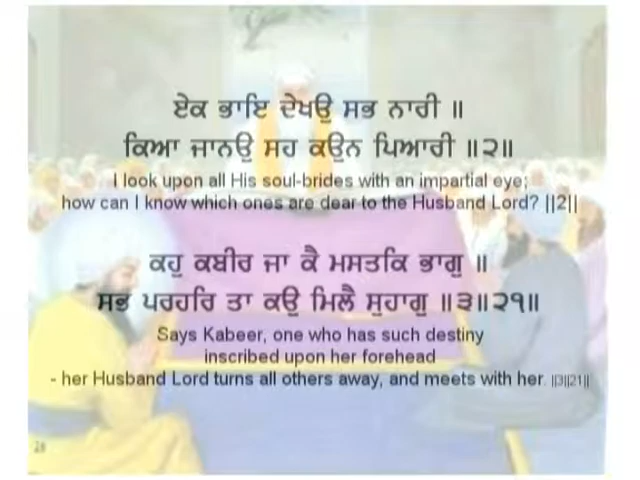 ਏਕ ਭਾਇ ਦੇਖਉ ਸਭ ਨਾਰੀ ॥
ਕਿਆ ਜਾਨਉ ਸਹ ਕਉਨ ਪਿਆਰੀ ॥੨॥
I look upon all His soul-brides with an impartial eye;
how can I know which ones are dear to the Husband Lord? ||2||
ਕਹੁ ਕਬੀਰ ਜਾ ਕੈ ਮਸਤਕਿ ਭਾਗੁ ॥
ਸਭ ਪਰਹਰਿ ਤਾ ਕਉ ਮਿਲੈ ਸੁਹਾਗੁ ॥੩॥੨੧॥
Says Kabeer, one who has such destiny
inscribed upon her forehead
- her Husband Lord turns all others away, and meets with her. ||3||21||
28